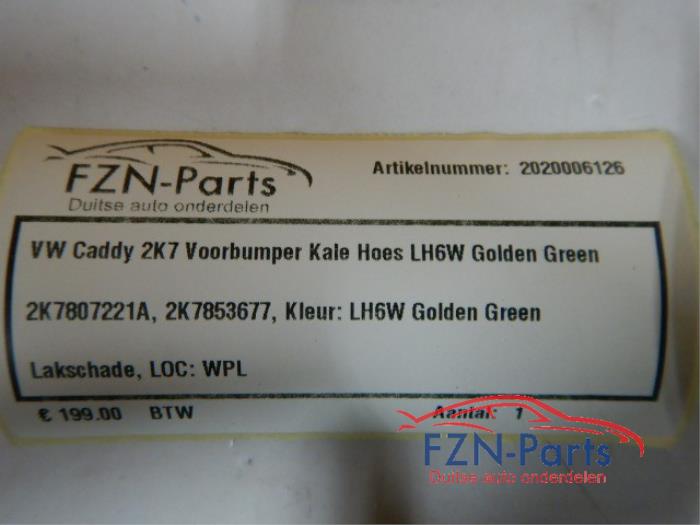 FZN-Parts
Duitse auto onderdelen
Artikelnummer: 2020006126
VW Caddy 2K7 Voorbumper Kale Hoes LH6W Golden Green
2K7807221A, 2K7853677, Kleur: LH6W Golden Green
Lakschade, LOC: WPL
€ 199.00 BTW
Aantal: 1
FZN-Parts
Duitse auto onderdelen